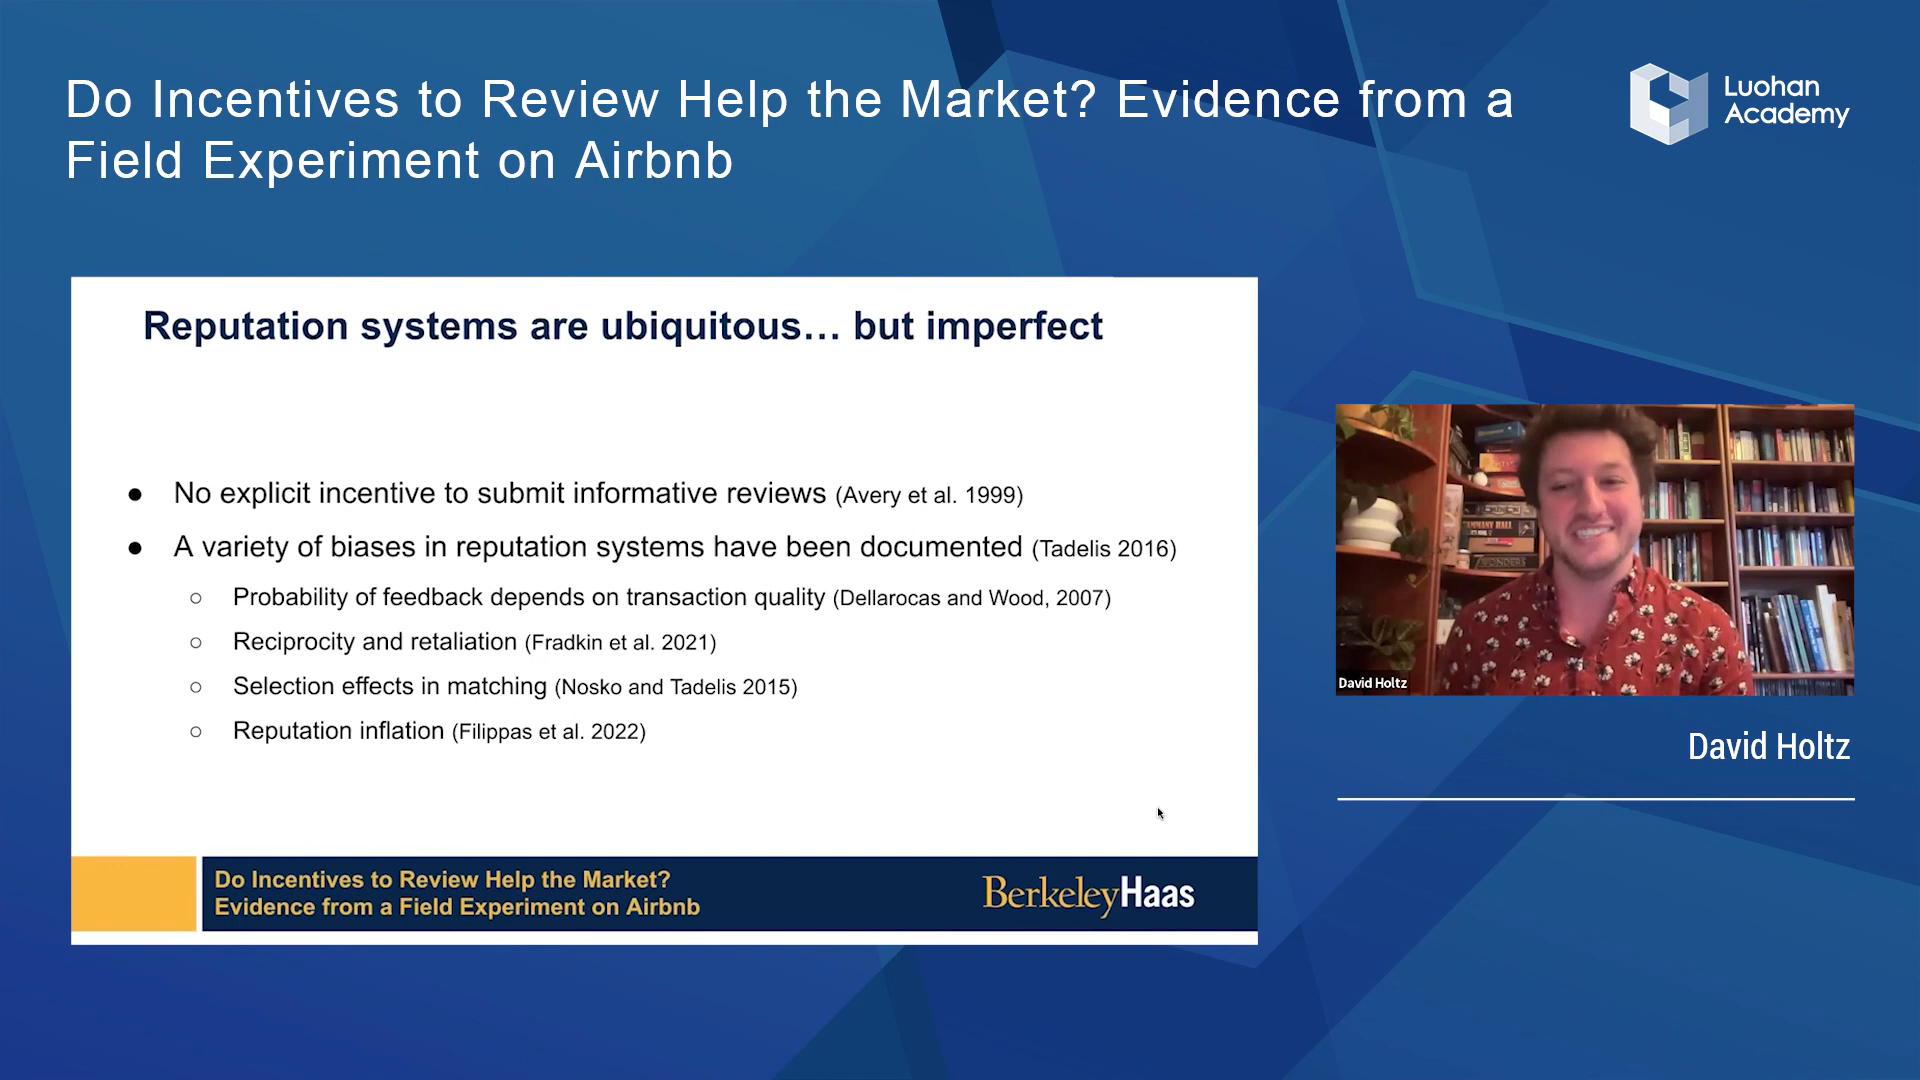 Do Incentives to Review Help the Market? Evidence from a
Field Experiment on Airbnb
Luohan
Academy
Reputation systems are ubiquitous… but imperfect
● No explicit incentive to submit informative reviews (Avery et al. 1999)
● A variety of biases in reputation systems have been documented (Tadelis 2016)
○ Probability of feedback depends on transaction quality (Dellarocas and Wood, 2007)
○ Reciprocity and retaliation (Fradkin et al. 2021)
○ Selection effects in matching (Nosko and Tadelis 2015)
○ Reputation inflation (Filippas et al. 2022)
Do Incentives to Review Help the Market?
Evidence from a Field Experiment on Airbnb
BerkeleyHaas
David Holtz
David Holtz